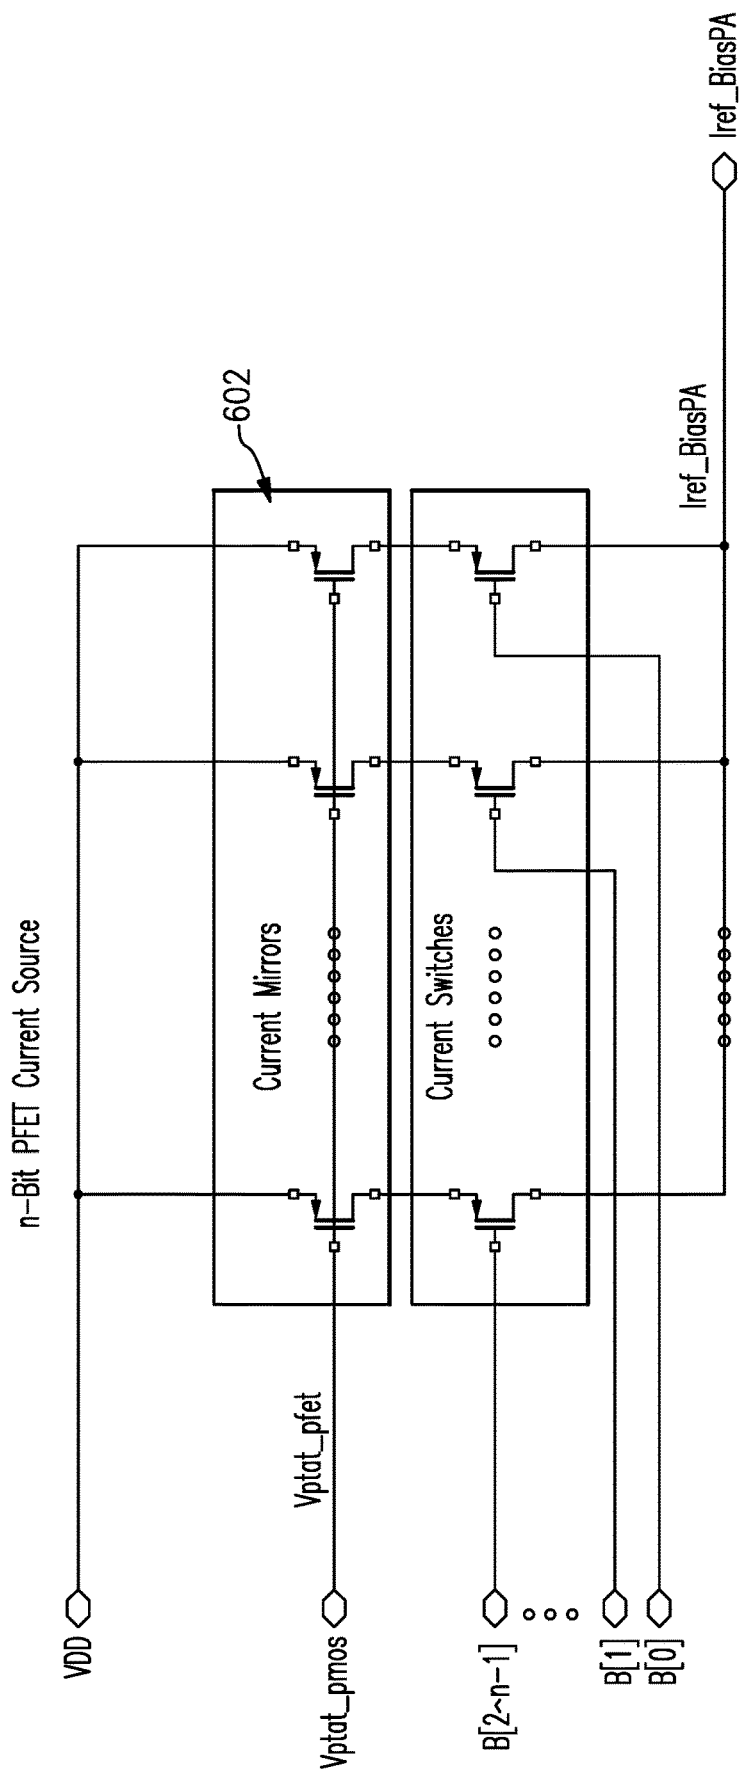 n-Bit PFET Current Source
VDD
602
Current Mirrors
Vptat_pfet
Vptat_pmos
Current Switches
B[2^n-1]
B[1]
B[0]
Iref_BiasPA
Iref_BiasPA